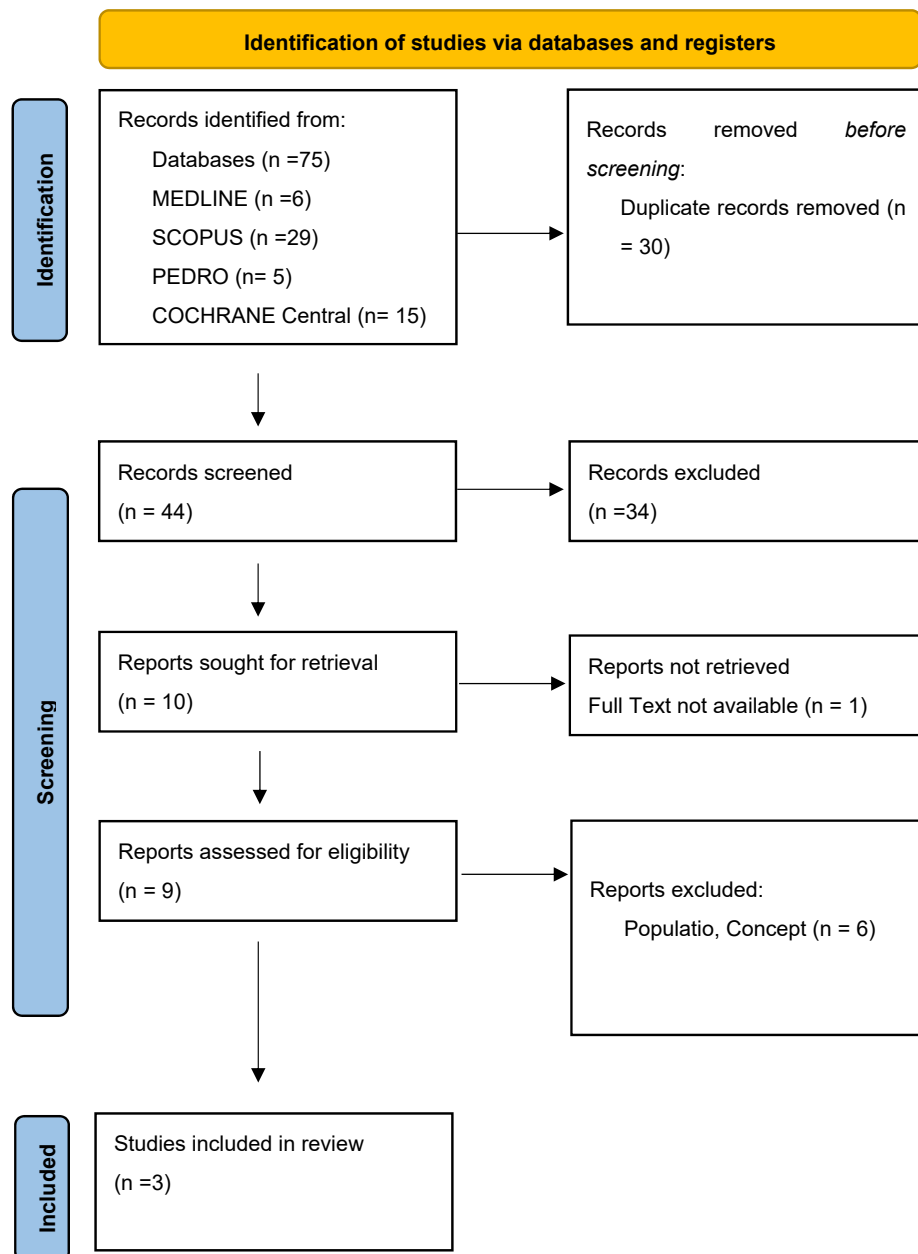 Identification of studies via databases and registers
Identification
Records identified from:
Databases (n =75)
MEDLINE (n =6)
SCOPUS (n =29)
PEDRO (n= 5)
COCHRANE Central (n= 15)
Records removed before
screening:
Duplicate records removed (n
= 30)
Screening
Records screened
(n = 44)
Records excluded
(n =34)
Reports sought for retrieval
(n = 10)
Reports not retrieved
Full Text not available (n = 1)
Reports assessed for eligibility
(n = 9)
Reports excluded:
Populatio, Concept (n = 6)
Included
Studies included in review
(n =3)